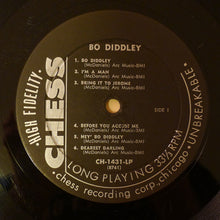 BO DIDDLEY
1. BO DIDDLEY
(McDaniels) Arc Music-BMI
2. I'M A MAN
(McDaniels) Arc Music-BMI
3. BRING IT TO JEROME
(McDaniels) Arc Music-BMI
SIDE 1
4. BEFORE YOU ACCUSE ME
(McDaniels) Arc Music-BMI
5. HEY! BO DIDDLEY
(McDaniels) Arc Music-BMI
6. DEAREST DARLING
(McDaniels) Arc Music-BMI
CH-1431-LP
(8741)
HIGH FIDELITY
CHESS
LONG PLAYING 33⅓ RPM
UNBREAKABLE
chess recording corp., chicago